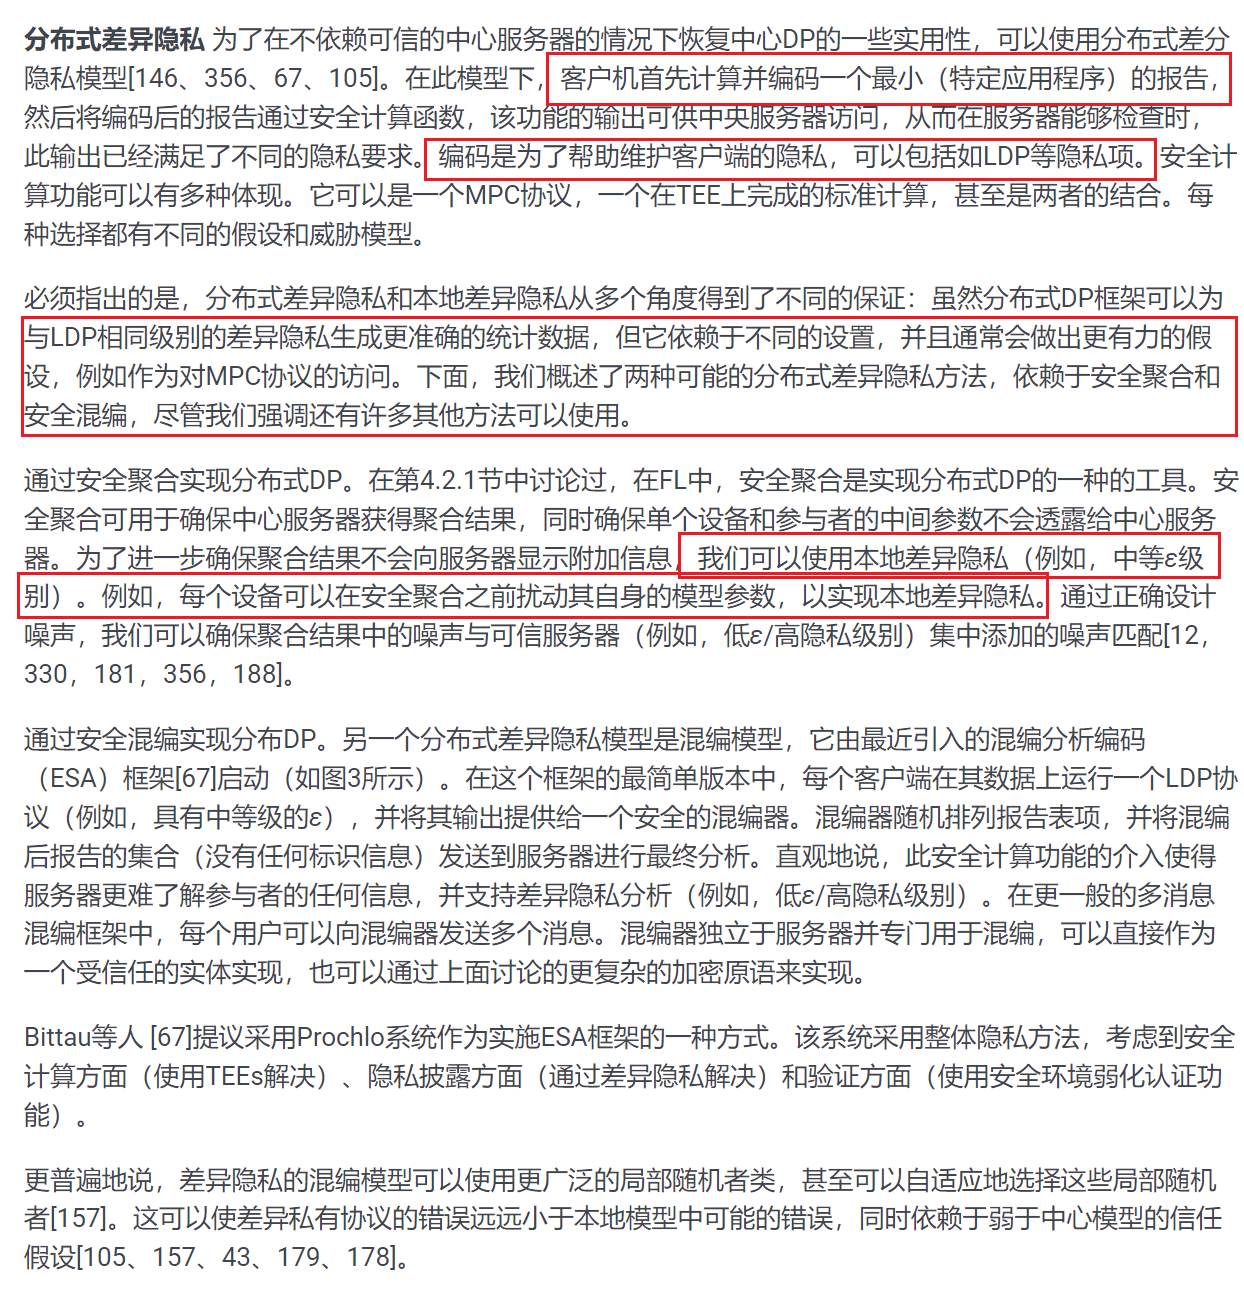 分布式差异隐私 为了在不依赖可信的中心服务器的情况下恢复中心DP的一些实用性，可以使用分布式差分
隐私模型[146、356、67、105]。在此模型下，客户机首先计算并编码一个最小（特定应用程序）的报告，
然后将编码后的报告通过安全计算函数，该功能的输出可供中央服务器访问，从而在服务器能够检查时，
此输出已经满足了不同的隐私要求。编码是为了帮助维护客户端的隐私，可以包括如LDP等隐私项。安全计
算功能可以有多种体现。它可以是一个MPC协议，一个在TEE上完成的标准计算，甚至是两者的结合。每
种选择都有不同的假设和威胁模型。
必须指出的是，分布式差异隐私和本地差异隐私从多个角度得到了不同的保证：虽然分布式DP框架可以为
与LDP相同级别的差异隐私生成更准确的统计数据，但它依赖于不同的设置，并且通常会做出更有力的假
设，例如作为对MPC协议的访问。下面，我们概述了两种可能的分布式差异隐私方法，依赖于安全聚合和
安全混编，尽管我们强调还有许多其他方法可以使用。
通过安全聚合实现分布式DP。在第4.2.1节中讨论过，在FL中，安全聚合是实现分布式DP的一种的工具。安
全聚合可用于确保中心服务器获得聚合结果，同时确保单个设备和参与者的中间参数不会透露给中心服务
器。为了进一步确保聚合结果不会向服务器显示附加信息，我们可以使用本地差异隐私（例如，中等ε级
别）。例如，每个设备可以在安全聚合之前扰动其自身的模型参数，以实现本地差异隐私。通过正确设计
噪声，我们可以确保聚合结果中的噪声与可信服务器（例如，低ε/高隐私级别）集中添加的噪声匹配[12，
330，181，356，188]。
通过安全混编实现分布DP。另一个分布式差异隐私模型是混编模型，它由最近引入的混编分析编码
（ESA）框架[67]启动（如图3所示）。在这个框架的最简单版本中，每个客户端在其数据上运行一个LDP协
议（例如，具有中等级的ε），并将其输出提供给一个安全的混编器。混编器随机排列报告表项，并将混编
后报告的集合（没有任何标识信息）发送到服务器进行最终分析。直观地说，此安全计算功能的介入使得
服务器更难了解参与者的任何信息，并支持差异隐私分析（例如，低ε/高隐私级别）。在更一般的多消息
混编框架中，每个用户可以向混编器发送多个消息。混编器独立于服务器并专门用于混编，可以直接作为
一个受信任的实体实现，也可以通过上面讨论的更复杂的加密原语来实现。
Bittau等人 [67]提议采用Prochlo系统作为实施ESA框架的一种方式。该系统采用整体隐私方法，考虑到安全
计算方面（使用TEEs解决）、隐私披露方面（通过差异隐私解决）和验证方面（使用安全环境弱化认证功
能）。
更普遍地说，差异隐私的混编模型可以使用更广泛的局部随机者类，甚至可以自适应地选择这些局部随机
者[157]。这可以使差异私有协议的错误远远小于本地模型中可能的错误，同时依赖于弱于中心模型的信任
假设[105、157、43、179、178]。